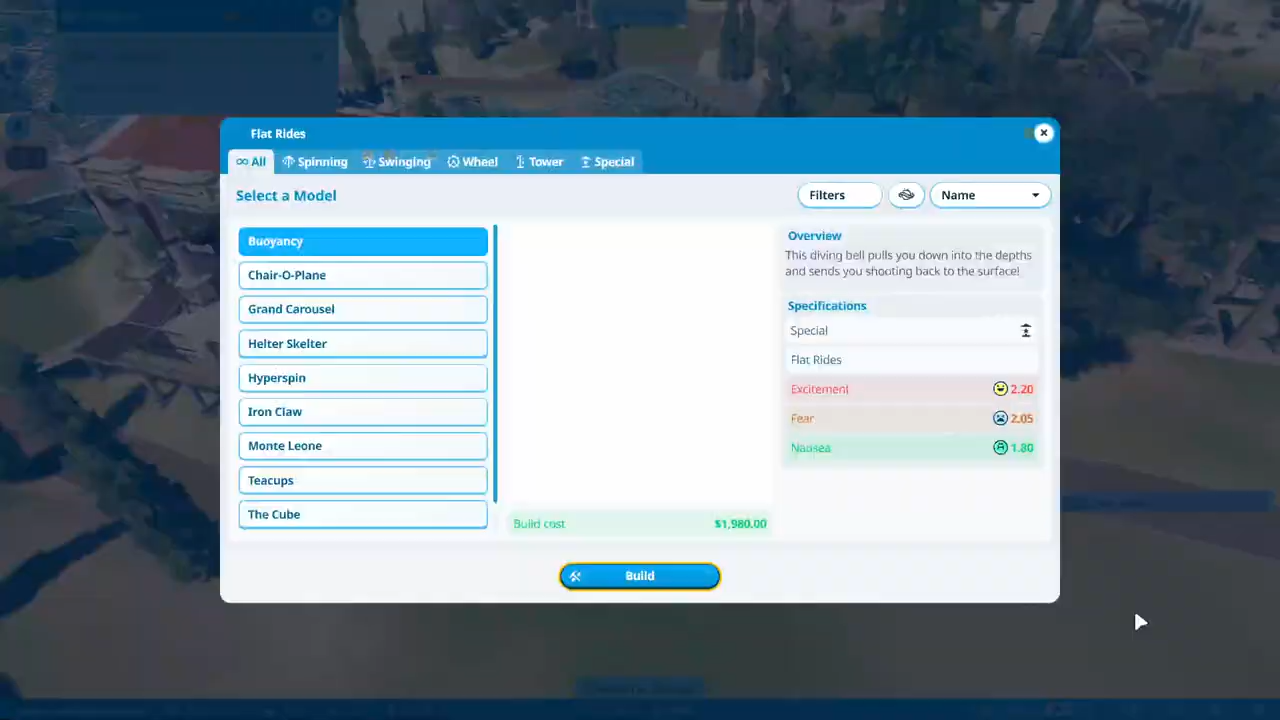 Flat Rides
All
Spinning
Swinging
Wheel
Tower
Special
Select a Model
Filters
Name
Buoyancy
Chair-O-Plane
Grand Carousel
Helter Skelter
Hyperspin
Iron Claw
Monte Leone
Teacups
The Cube
Build cost $1,980.00
Overview
This diving bell pulls you down into the depths
and sends you shooting back to the surface!
Specifications
Special
Flat Rides
Excitement 2.20
Fear 2.05
Nausea 1.80
Build